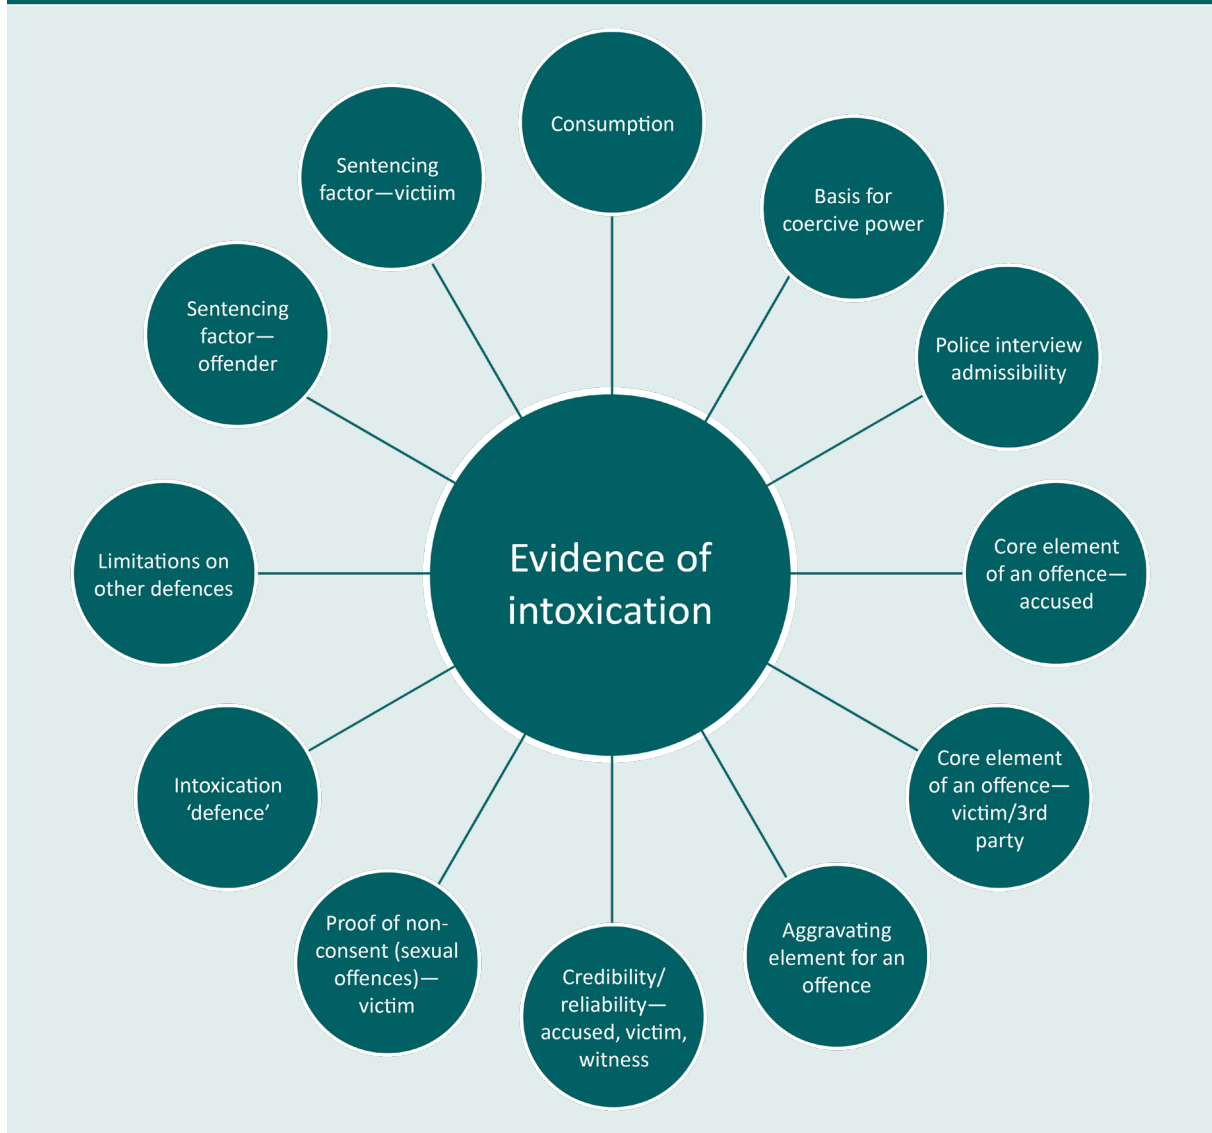 Consumption
Basis for
coercive power
Police interview
admissibility
Core element
of an offence—
accused
Core element
of an offence—
victim/3rd
party
Aggravating
element for an
offence
Credibility/
reliability—
accused, victim,
witness
Proof of non-
consent (sexual
offences)—
victim
Intoxication
‘defence’
Limitations on
other defences
Sentencing
factor—
offender
Sentencing
factor—victiim
Evidence of
intoxication